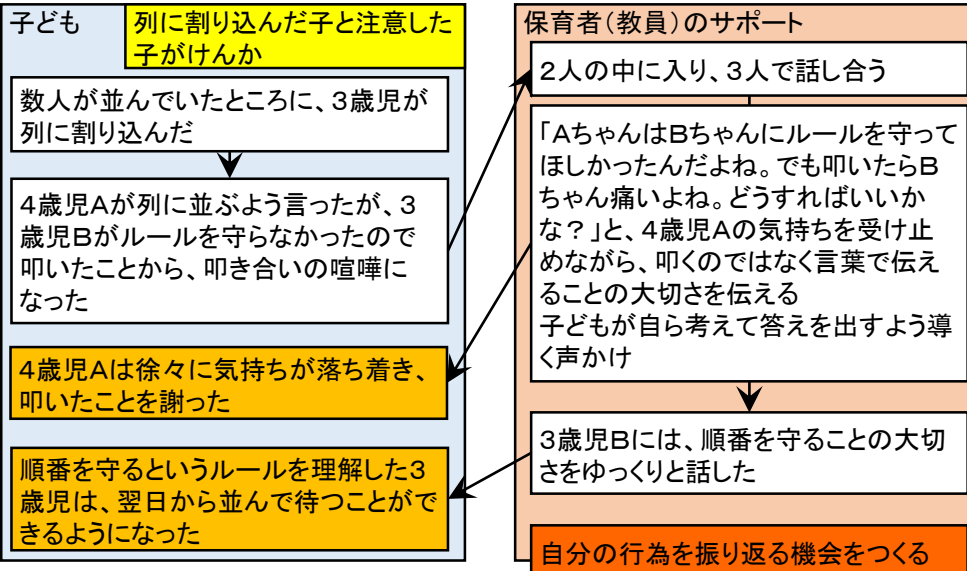 子ども
列に割り込んだ子と注意した
子がけんか
数人が並んでいたところに、３歳児が
列に割り込んだ
４歳児Aが列に並ぶよう言ったが、３
歳児Bがルールを守らなかったので
叩いたことから、叩き合いの喧嘩に
なった
４歳児Aは徐々に気持ちが落ち着き、
叩いたことを謝った
順番を守るというルールを理解した３
歳児は、翌日から並んで待つことがで
きるようになった
保育者（教員）のサポート
２人の中に入り、３人で話し合う
「AちゃんはBちゃんにルールを守って
ほしかったんだよね。でも叩いたらB
ちゃん痛いよね。どうすればいいか
な？」と、４歳児Aの気持ちを受け止
めながら、叩くのではなく言葉で伝え
ることの大切さを伝える
子どもが自ら考えて答えを出すよう導
く声かけ
３歳児Bには、順番を守ることの大切
さをゆっくりと話した
自分の行為を振り返る機会をつくる